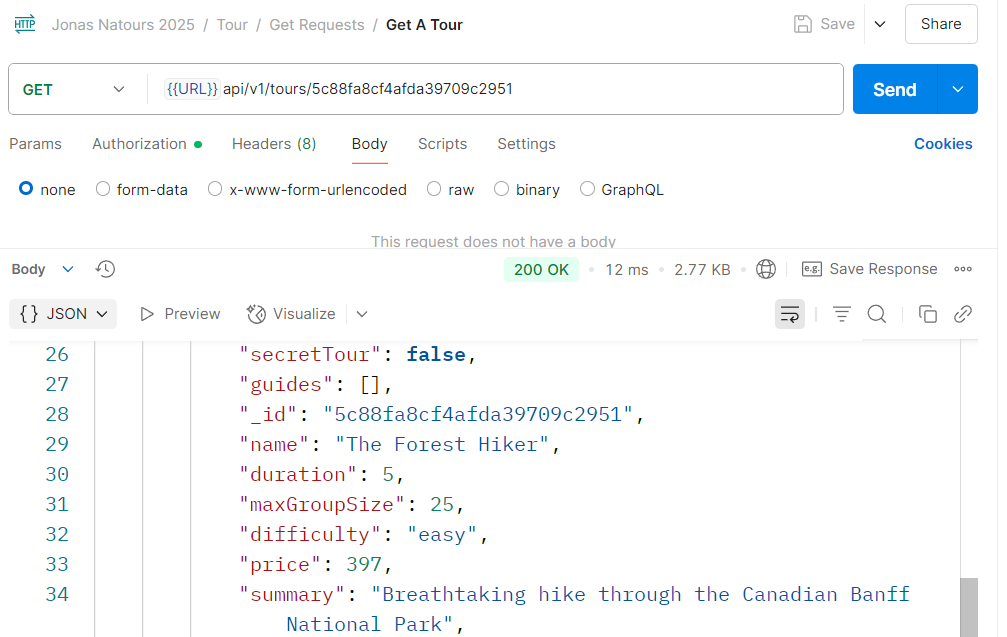 HTTP Jonas Natours 2025 / Tour / Get Requests / Get A Tour Save Share
GET {{URL}} api/v1/tours/5c88fa8cf4afda39709c2951 Send
Params Authorization Headers (8) Body Scripts Settings Cookies
none form-data x-www-form-urlencoded raw binary GraphQL
This request does not have a body
Body 200 OK 12 ms 2.77 KB e.g. Save Response
{} JSON Preview Visualize
26 "secretTour": false,
27 "guides": [],
28 "_id": "5c88fa8cf4afda39709c2951",
29 "name": "The Forest Hiker",
30 "duration": 5,
31 "maxGroupSize": 25,
32 "difficulty": "easy",
33 "price": 397,
34 "summary": "Breathtaking hike through the Canadian Banff
National Park",